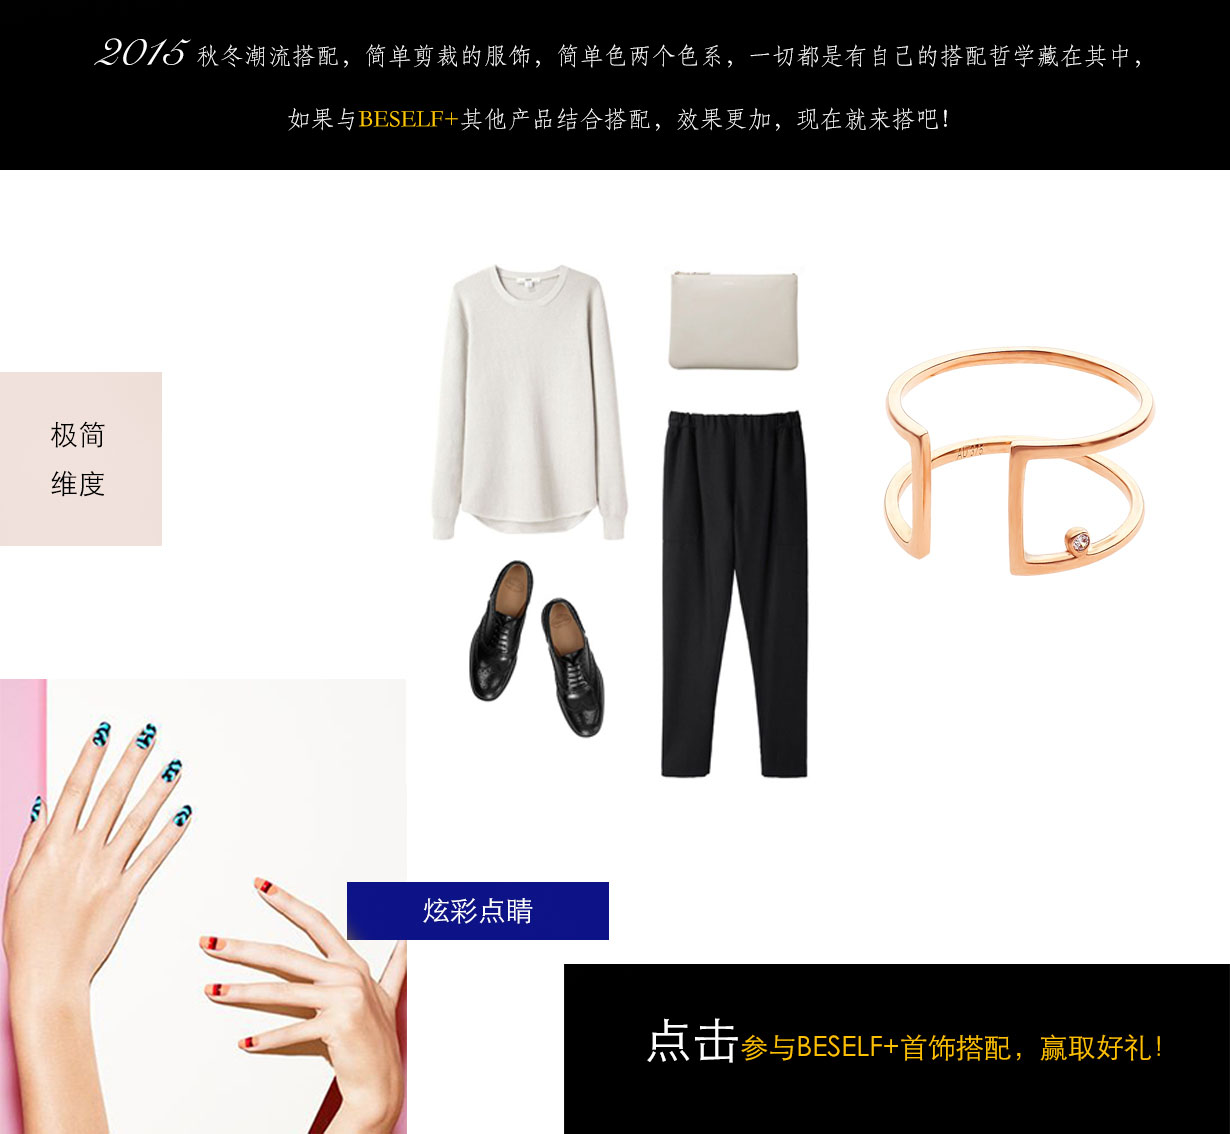 2015 秋冬潮流搭配，简单剪裁的服饰，简单色两个色系，一切都是有自己的搭配哲学藏在其中，
如果与BESELF+其他产品结合搭配，效果更加，现在就来搭吧！
极简
维度
AU 375
炫彩点睛
点击参与BESELF+首饰搭配，赢取好礼！